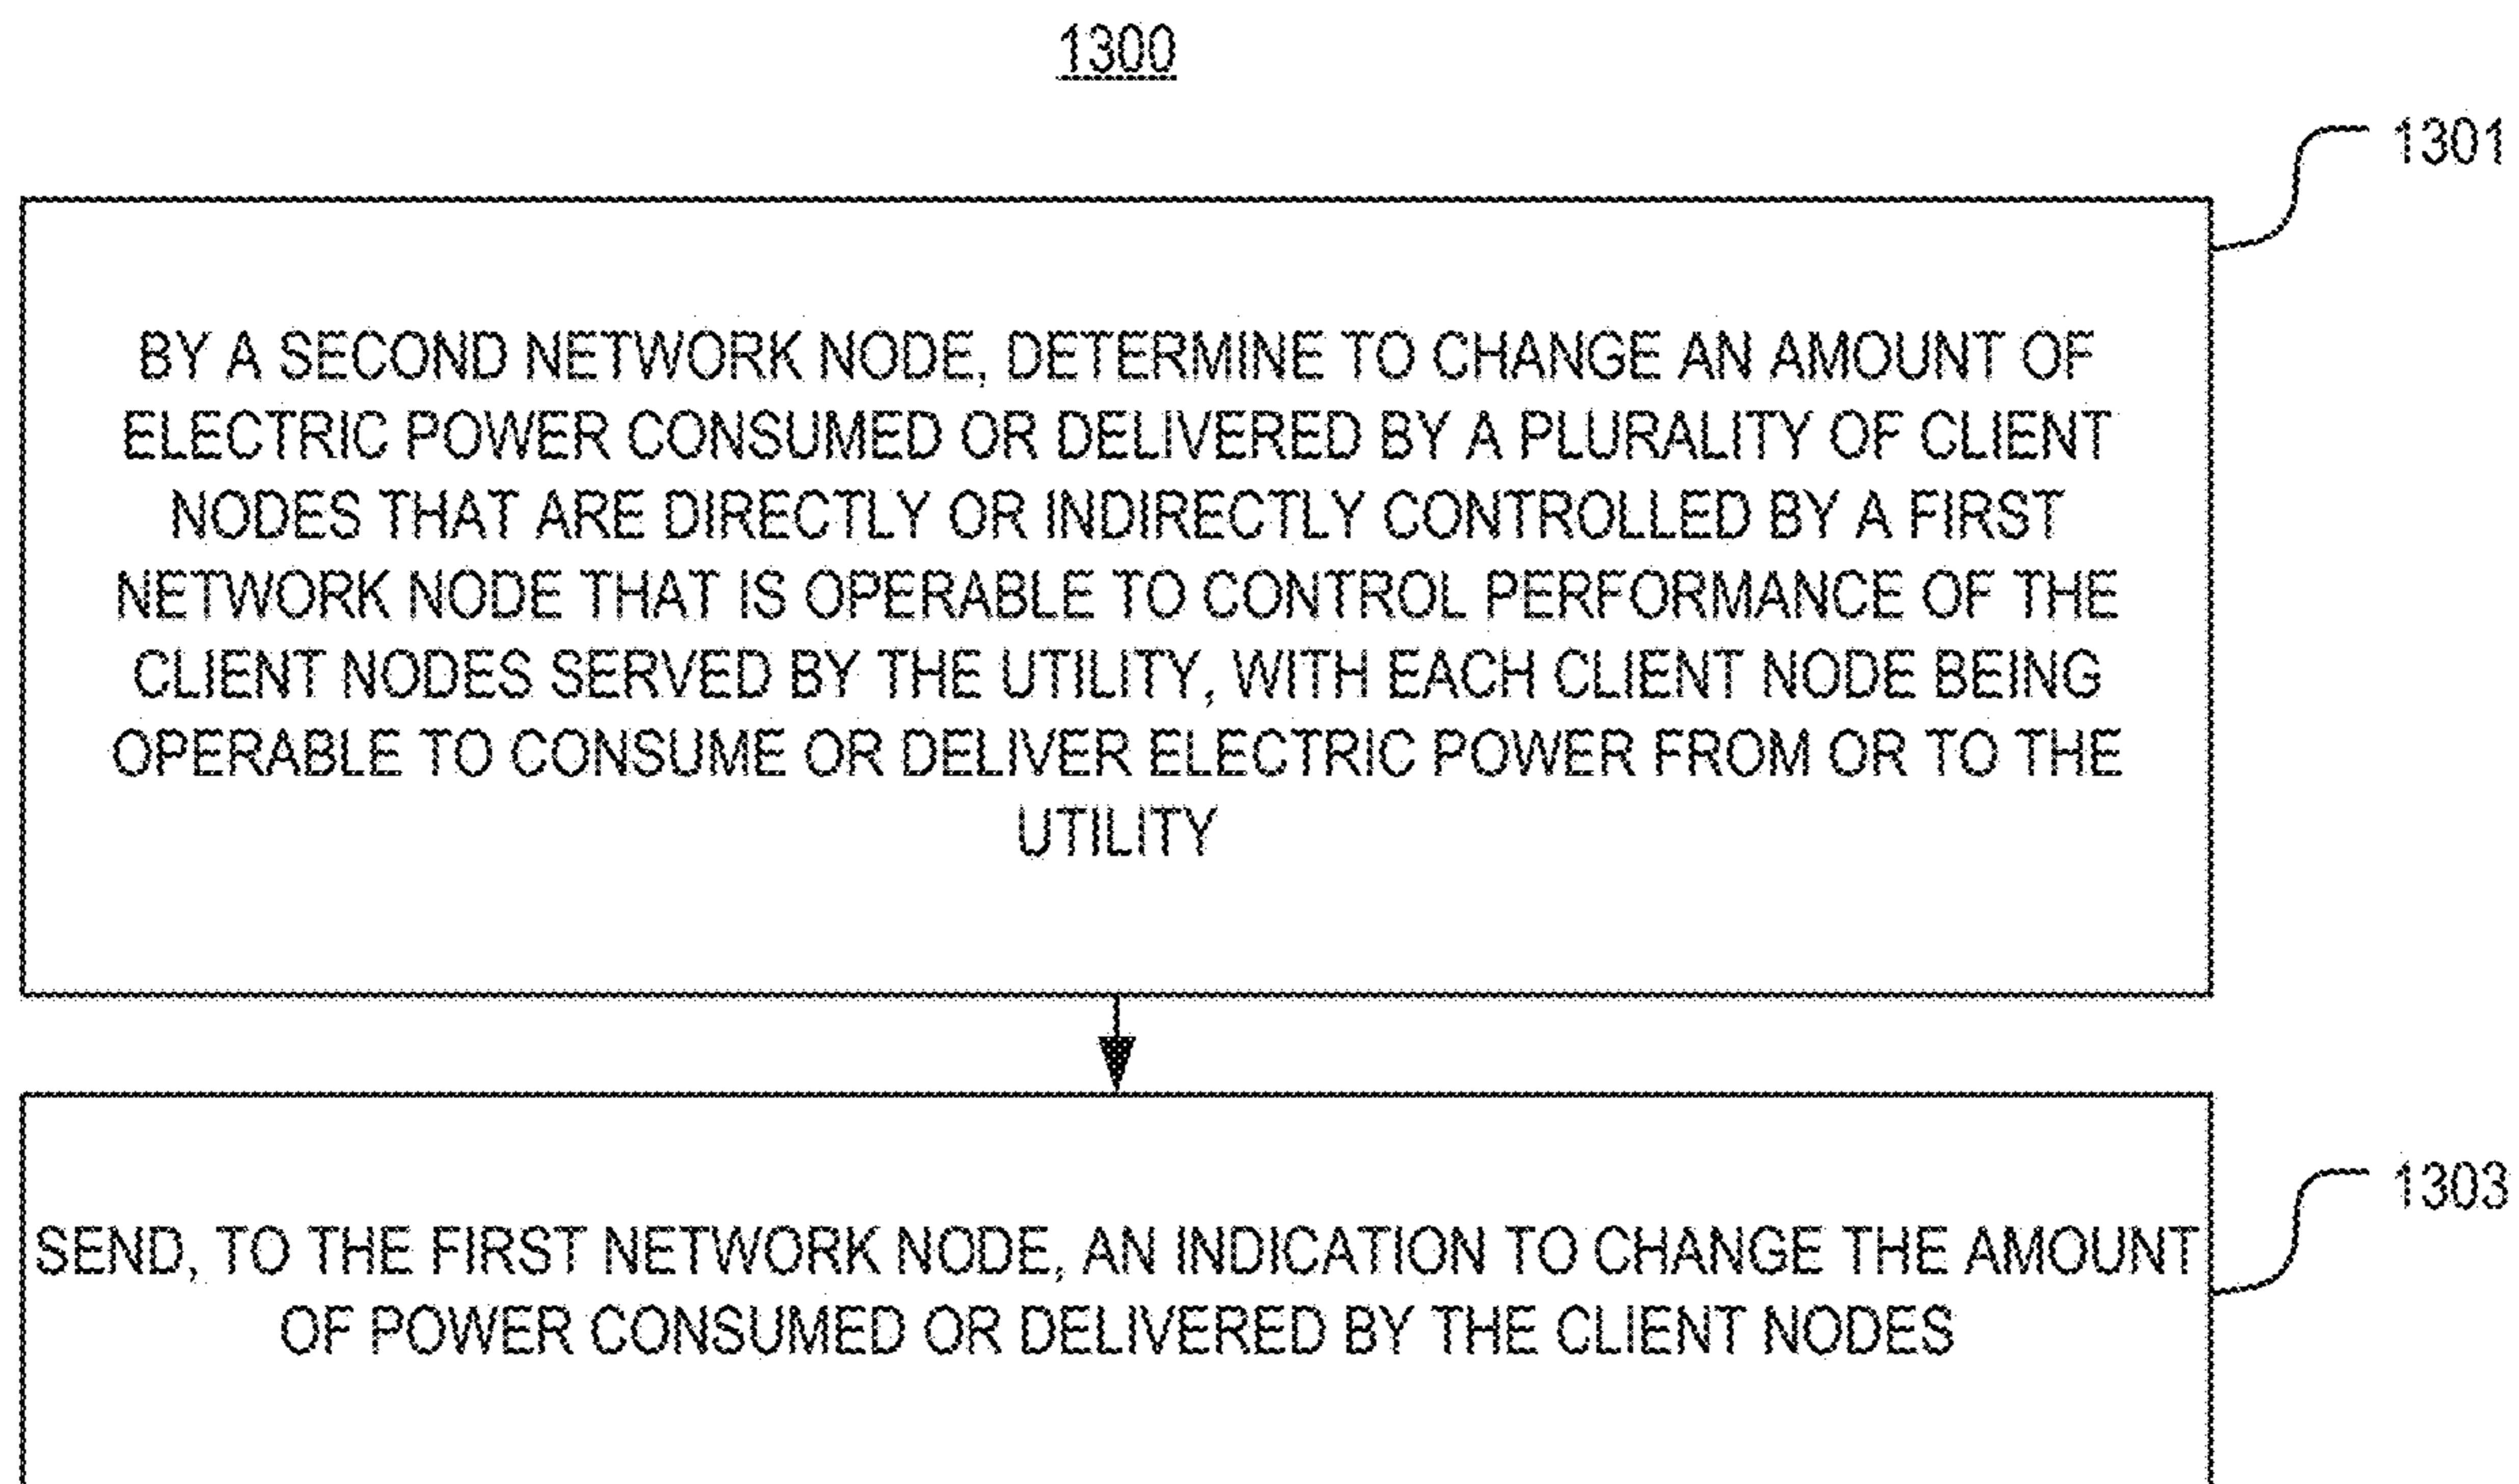 1300
1301
BY A SECOND NETWORK NODE, DETERMINE TO CHANGE AN AMOUNT OF
ELECTRIC POWER CONSUMED OR DELIVERED BY A PLURALITY OF CLIENT
NODES THAT ARE DIRECTLY OR INDIRECTLY CONTROLLED BY A FIRST
NETWORK NODE THAT IS OPERABLE TO CONTROL PERFORMANCE OF THE
CLIENT NODES SERVED BY THE UTILITY, WITH EACH CLIENT NODE BEING
OPERABLE TO CONSUME OR DELIVER ELECTRIC POWER FROM OR TO THE
UTILITY
1303
SEND, TO THE FIRST NETWORK NODE, AN INDICATION TO CHANGE THE AMOUNT
OF POWER CONSUMED OR DELIVERED BY THE CLIENT NODES